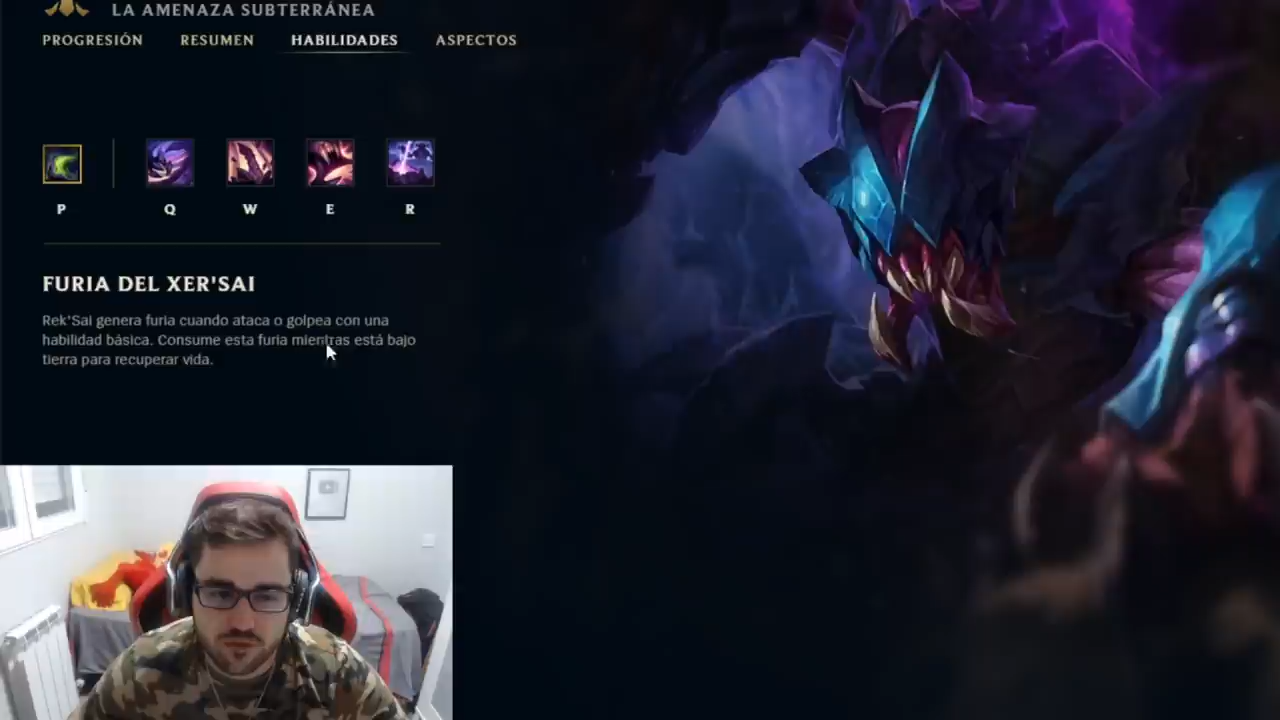 LA AMENAZA SUBTERRÁNEA
PROGRESIÓN RESUMEN HABILIDADES ASPECTOS
P Q W E R
FURIA DEL XER'SAI
Rek'Sai genera furia cuando ataca o golpea con una
habilidad básica. Consume esta furia mientras está bajo
tierra para recuperar vida.